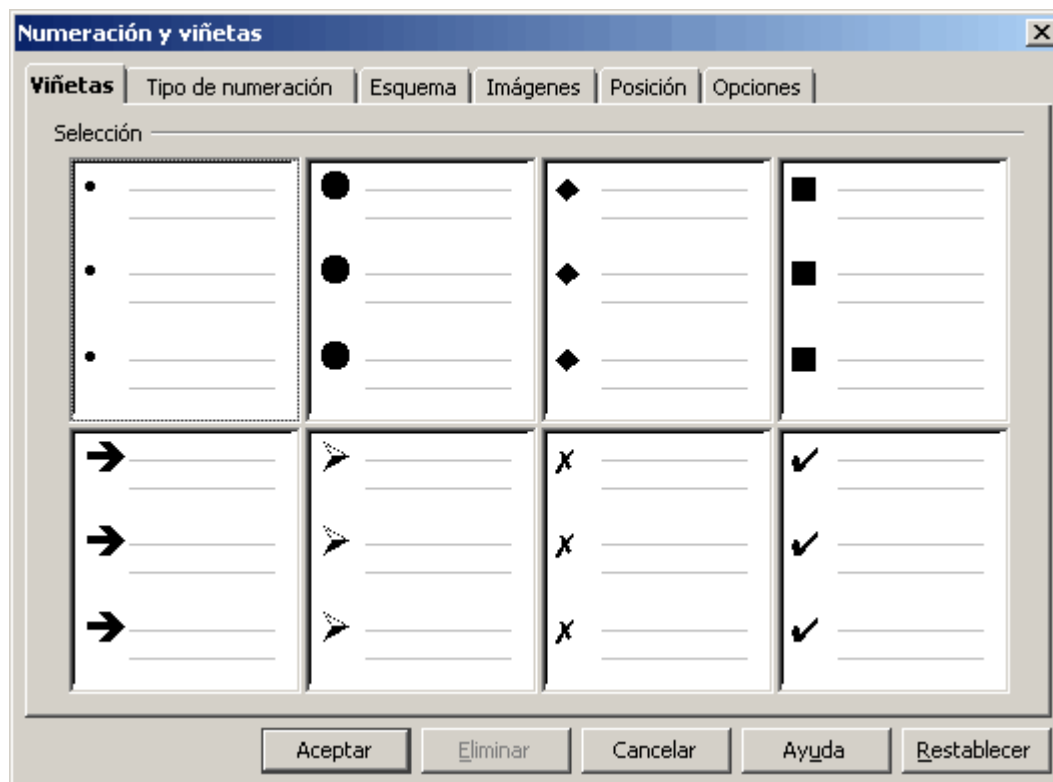 Numeración y viñetas
Viñetas Tipo de numeración Esquema Imágenes Posición Opciones
Selección
Aceptar Eliminar Cancelar Ayuda Restablecer